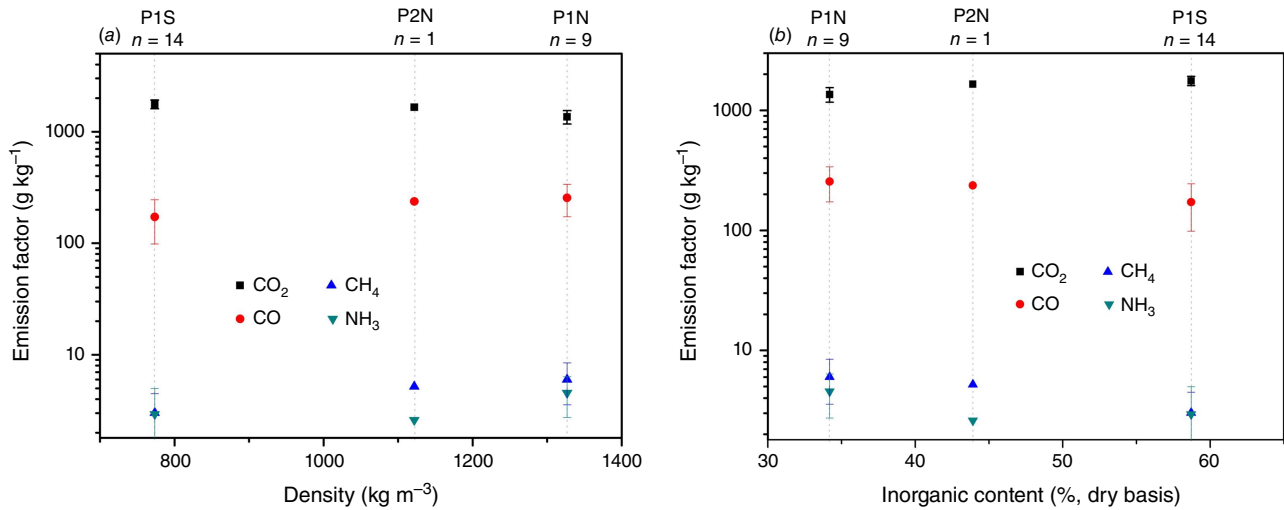 P1S
n = 14
P2N
n = 1
P1N
n = 9
(a)
1000
100
10
Emission factor (g kg⁻¹)
CO₂
CH₄
CO
NH₃
800
1000
1200
1400
Density (kg m⁻³)
P1N
n = 9
P2N
n = 1
P1S
n = 14
(b)
1000
100
10
Emission factor (g kg⁻¹)
CO₂
CH₄
CO
NH₃
30
40
50
60
Inorganic content (%, dry basis)